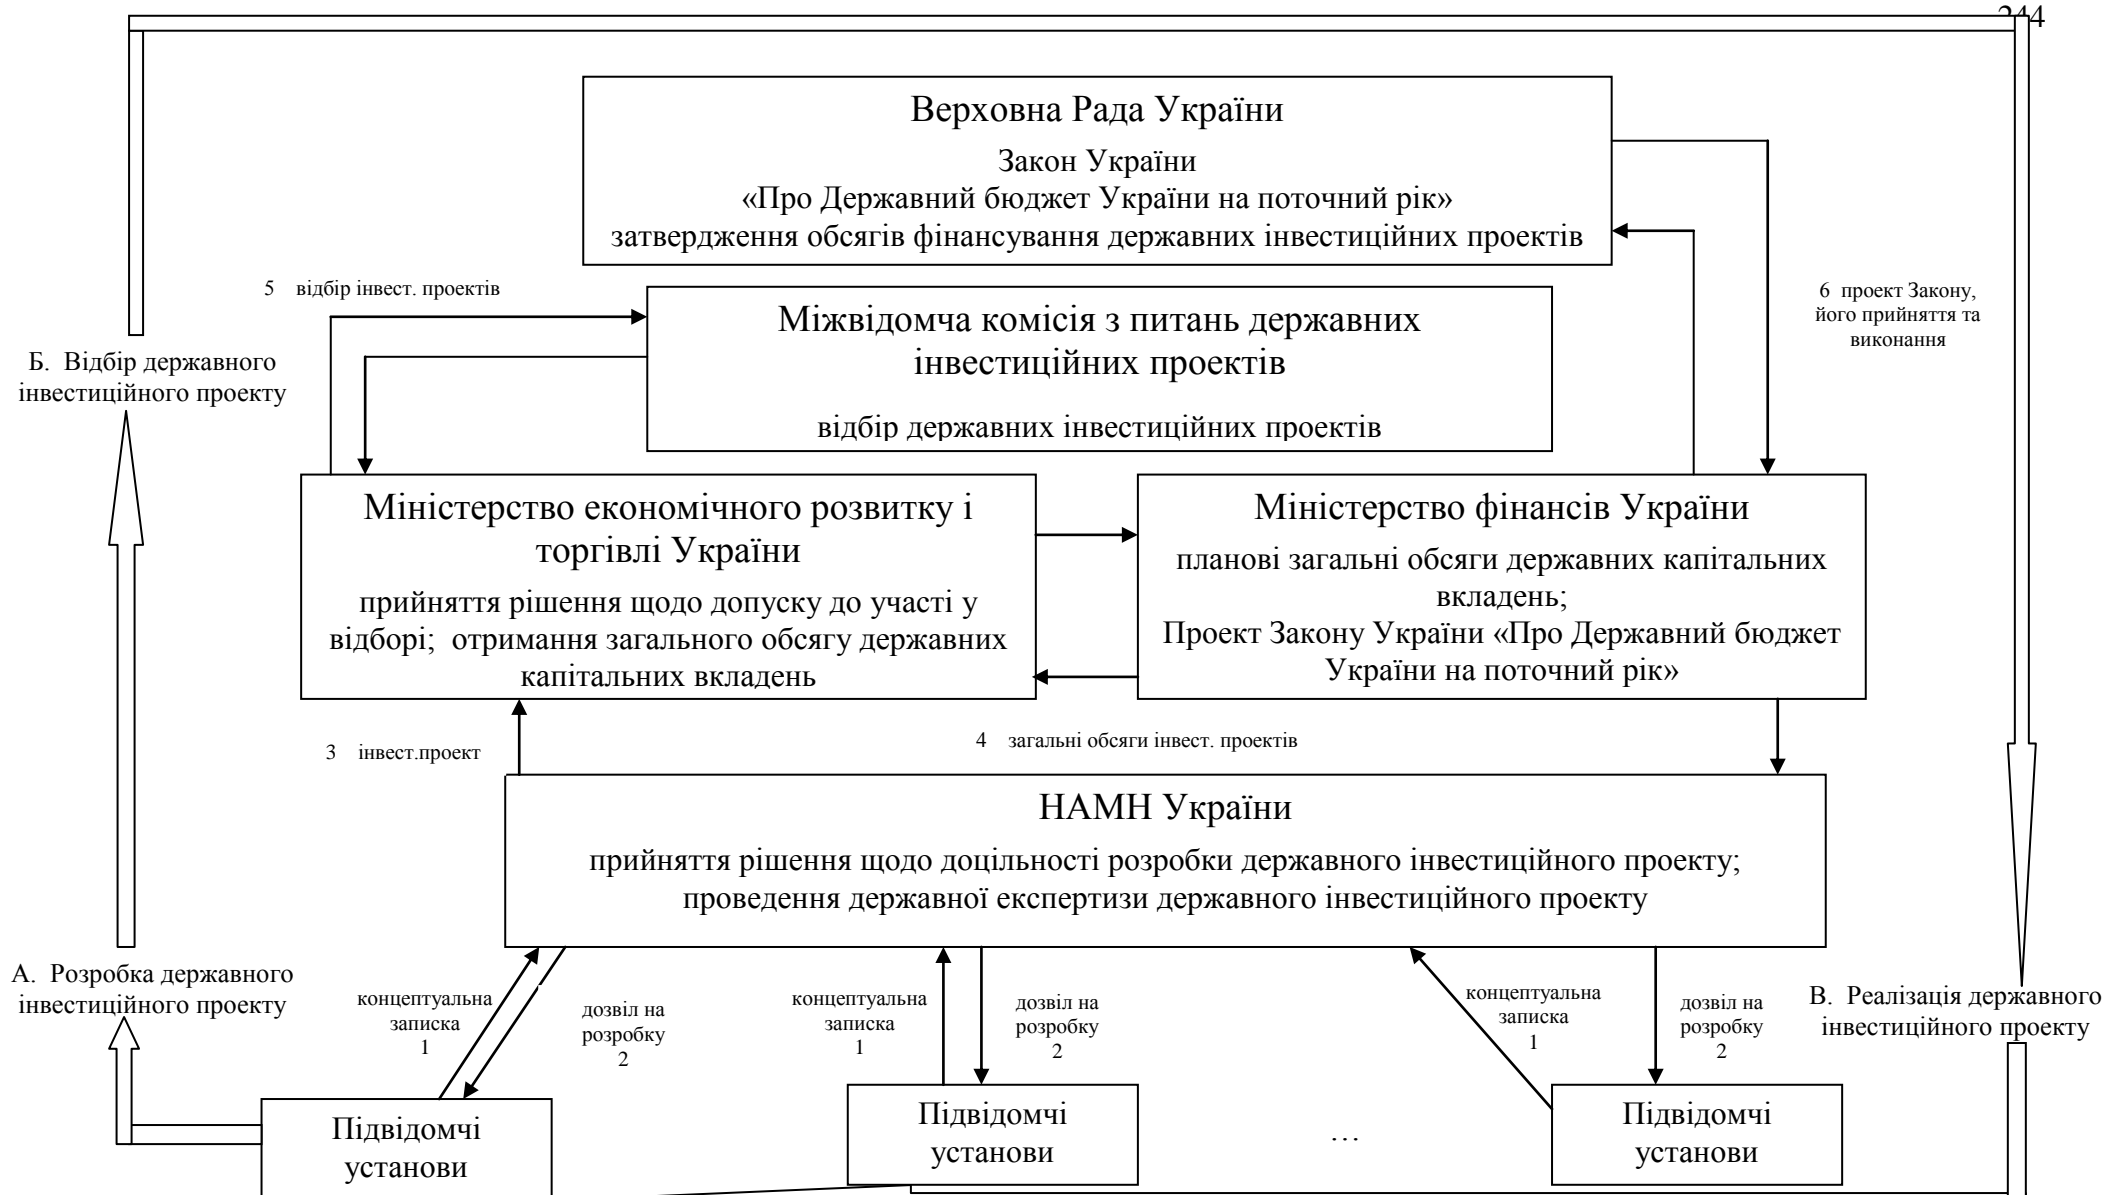 244
Верховна Рада України
Закон України
«Про Державний бюджет України на поточний рік»
затвердження обсягів фінансування державних інвестиційних проектів
5 відбір інвест. проектів
6 проект Закону,
його прийняття та
виконання
Міжвідомча комісія з питань державних
інвестиційних проектів
відбір державних інвестиційних проектів
Б. Відбір державного
інвестиційного проекту
Міністерство економічного розвитку і
торгівлі України
прийняття рішення щодо допуску до участі у
відборі; отримання загального обсягу державних
капітальних вкладень
Міністерство фінансів України
планові загальні обсяги державних капітальних
вкладень;
Проект Закону України «Про Державний бюджет
України на поточний рік»
3 інвест.проект
4 загальні обсяги інвест. проектів
НАМН України
прийняття рішення щодо доцільності розробки державного інвестиційного проекту;
проведення державної експертизи державного інвестиційного проекту
А. Розробка державного
інвестиційного проекту
концептуальна
записка
1
дозвіл на
розробку
2
концептуальна
записка
1
дозвіл на
розробку
2
концептуальна
записка
1
дозвіл на
розробку
2
В. Реалізація державного
інвестиційного проекту
Підвідомчі
установи
Підвідомчі
установи
…
Підвідомчі
установи